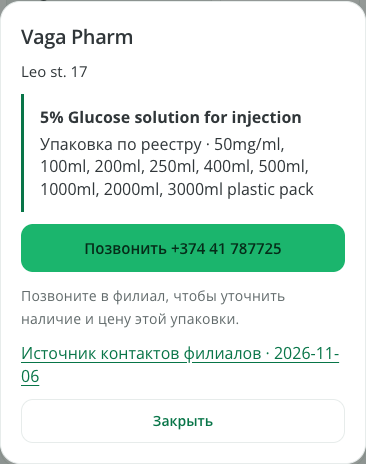 Vaga Pharm
Leo st. 17
5% Glucose solution for injection
Упаковка по реестру · 50mg/ml,
100ml, 200ml, 250ml, 400ml, 500ml,
1000ml, 2000ml, 3000ml plastic pack
Позвонить +374 41 787725
Позвоните в филиал, чтобы уточнить
наличие и цену этой упаковки.
Источник контактов филиалов · 2026-11-
06
Закрыть